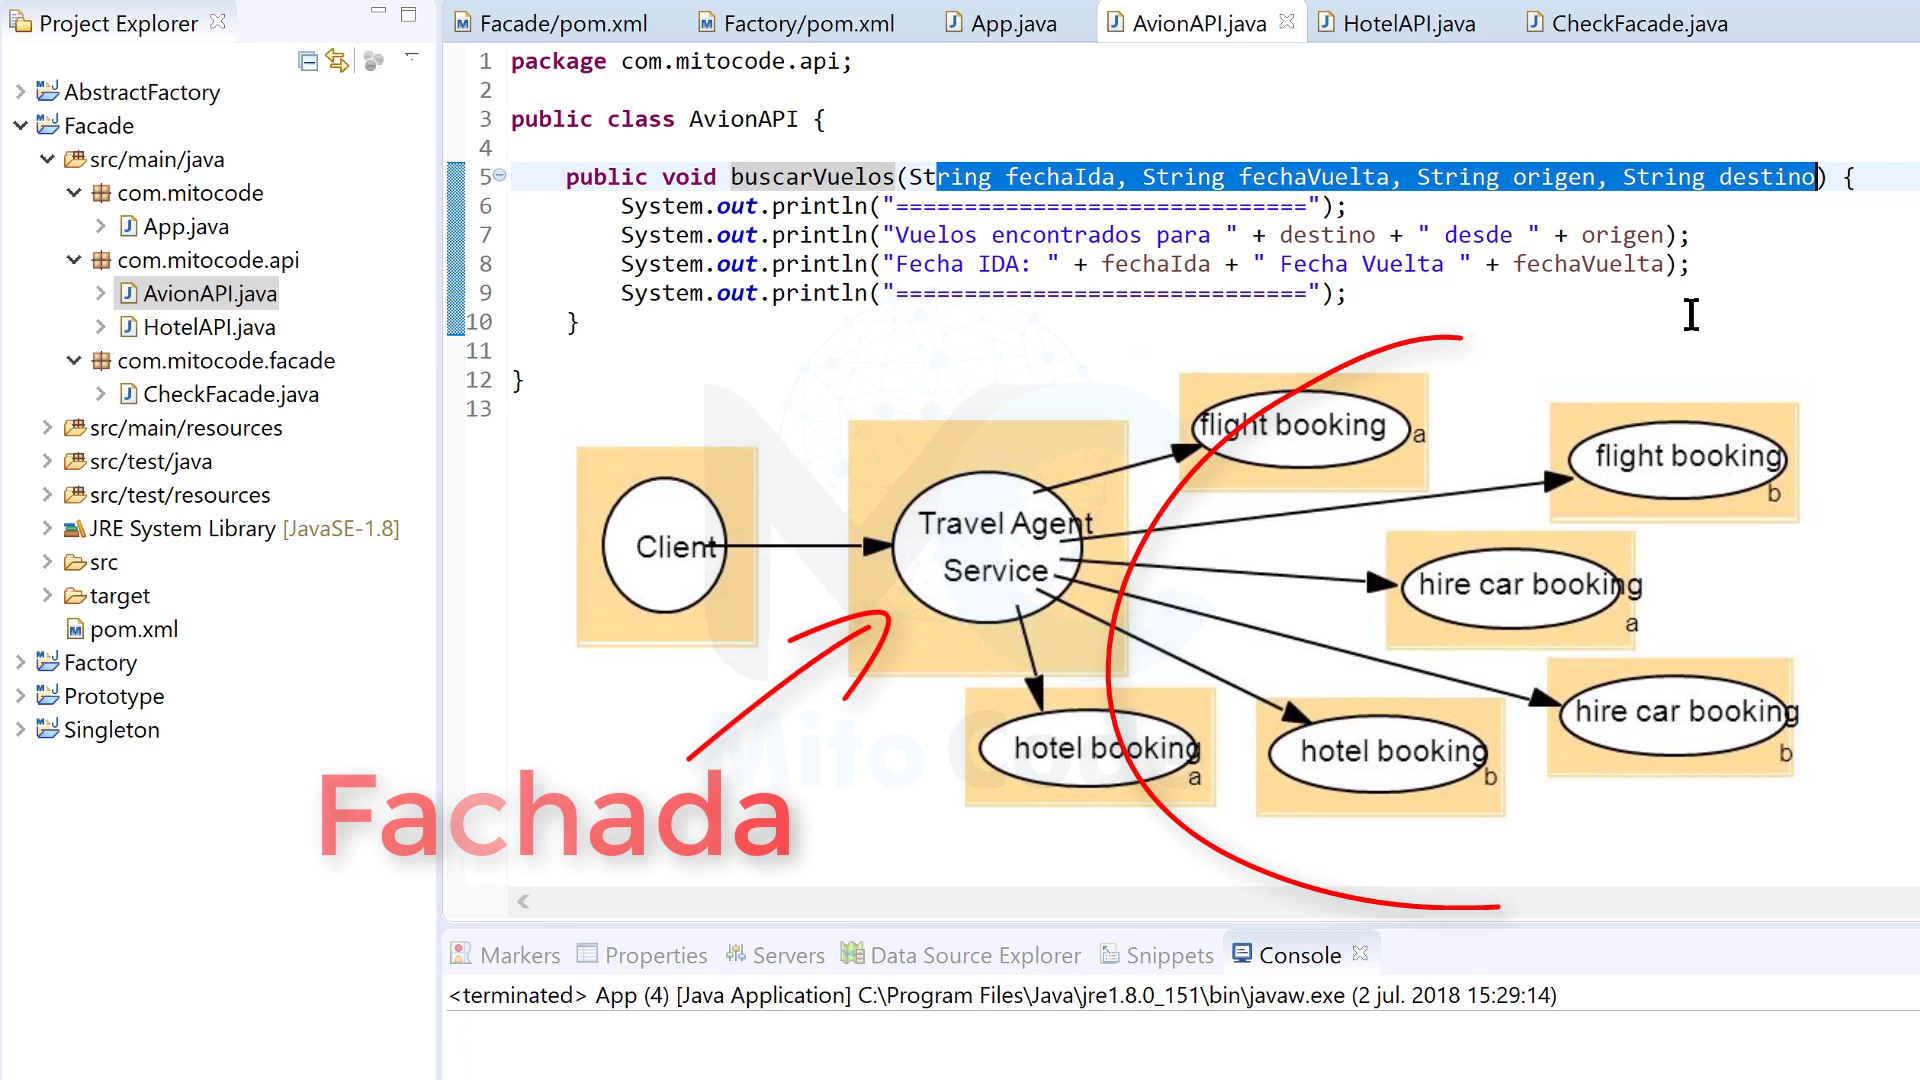 Project Explorer
Facade/pom.xml
Factory/pom.xml
App.java
AvionAPI.java
HotelAPI.java
CheckFacade.java
AbstractFactory
Facade
src/main/java
com.mitocode
App.java
com.mitocode.api
AvionAPI.java
HotelAPI.java
com.mitocode.facade
CheckFacade.java
src/main/resources
src/test/java
src/test/resources
JRE System Library [JavaSE-1.8]
src
target
pom.xml
Factory
Prototype
Singleton
1 package com.mitocode.api;
2
3 public class AvionAPI {
4
5 public void buscarVuelos(String fechaIda, String fechaVuelta, String origen, String destino) {
6 System.out.println("==============================");
7 System.out.println("Vuelos encontrados para " + destino + " desde " + origen);
8 System.out.println("Fecha IDA: " + fechaIda + " Fecha Vuelta " + fechaVuelta);
9 System.out.println("==============================");
10 }
11
12 }
13
Client
Travel Agent
Service
flight booking
a
flight booking
b
hire car booking
a
hire car booking
b
hotel booking
a
hotel booking
b
Mito Code
Fachada
Markers
Properties
Servers
Data Source Explorer
Snippets
Console
<terminated> App (4) [Java Application] C:\Program Files\Java\jre1.8.0_151\bin\javaw.exe (2 jul. 2018 15:29:14)